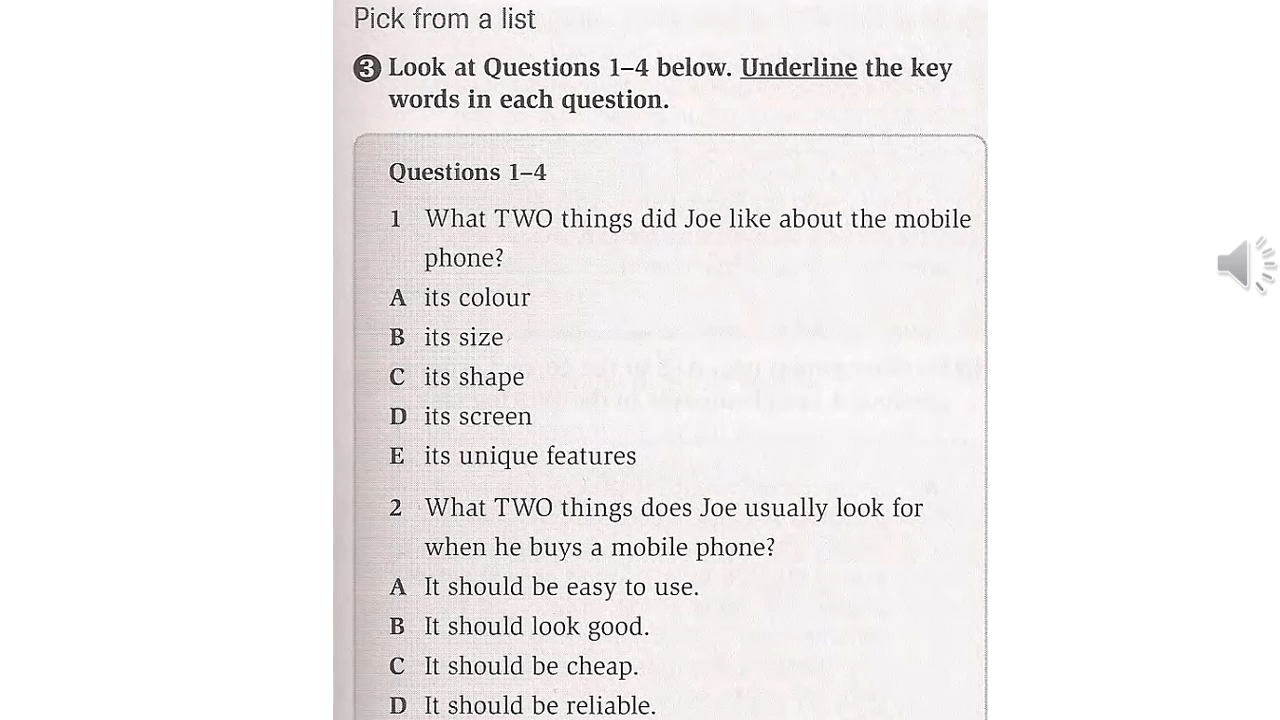 Pick from a list
3 Look at Questions 1–4 below. Underline the key
words in each question.
Questions 1–4
1 What TWO things did Joe like about the mobile
phone?
A its colour
B its size
C its shape
D its screen
E its unique features
2 What TWO things does Joe usually look for
when he buys a mobile phone?
A It should be easy to use.
B It should look good.
C It should be cheap.
D It should be reliable.